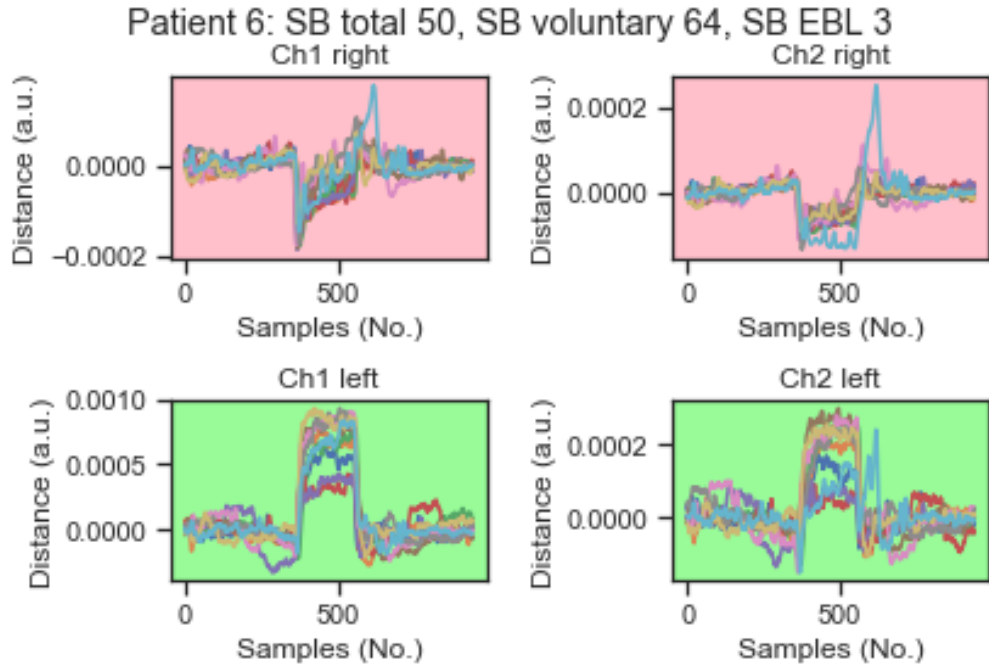 Patient 6: SB total 50, SB voluntary 64, SB EBL 3
Ch1 right
Distance (a.u.)
0.0000
−0.0002
0 500
Samples (No.)
Ch2 right
Distance (a.u.)
0.0002
0.0000
0 500
Samples (No.)
Ch1 left
Distance (a.u.)
0.0010
0.0005
0.0000
0 500
Samples (No.)
Ch2 left
Distance (a.u.)
0.0002
0.0000
0 500
Samples (No.)